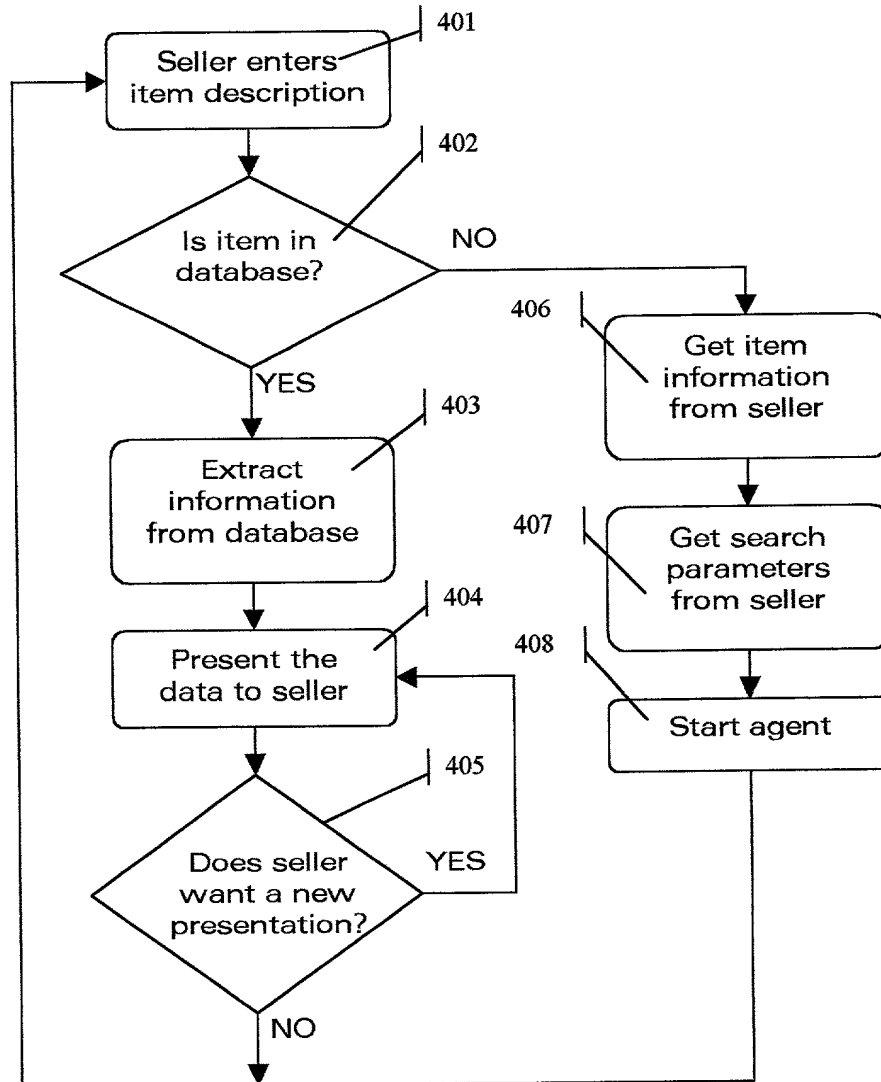 401
Seller enters
item description
402
Is item in
database?
NO
YES
403
Extract
information
from database
404
Present the
data to seller
405
Does seller
want a new
presentation?
YES
NO
406
Get item
information
from seller
407
Get search
parameters
from seller
408
Start agent